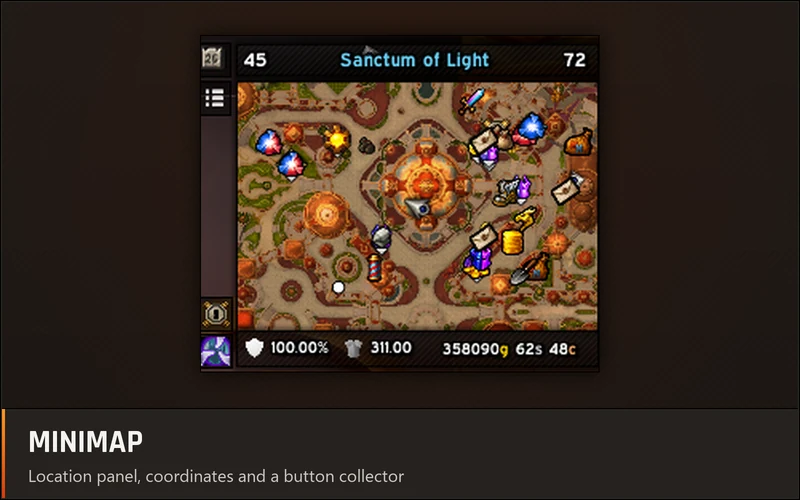 20
45 Sanctum of Light 72
100.00% 311.00 358090g 62s 48c
MINIMAP
Location panel, coordinates and a button collector